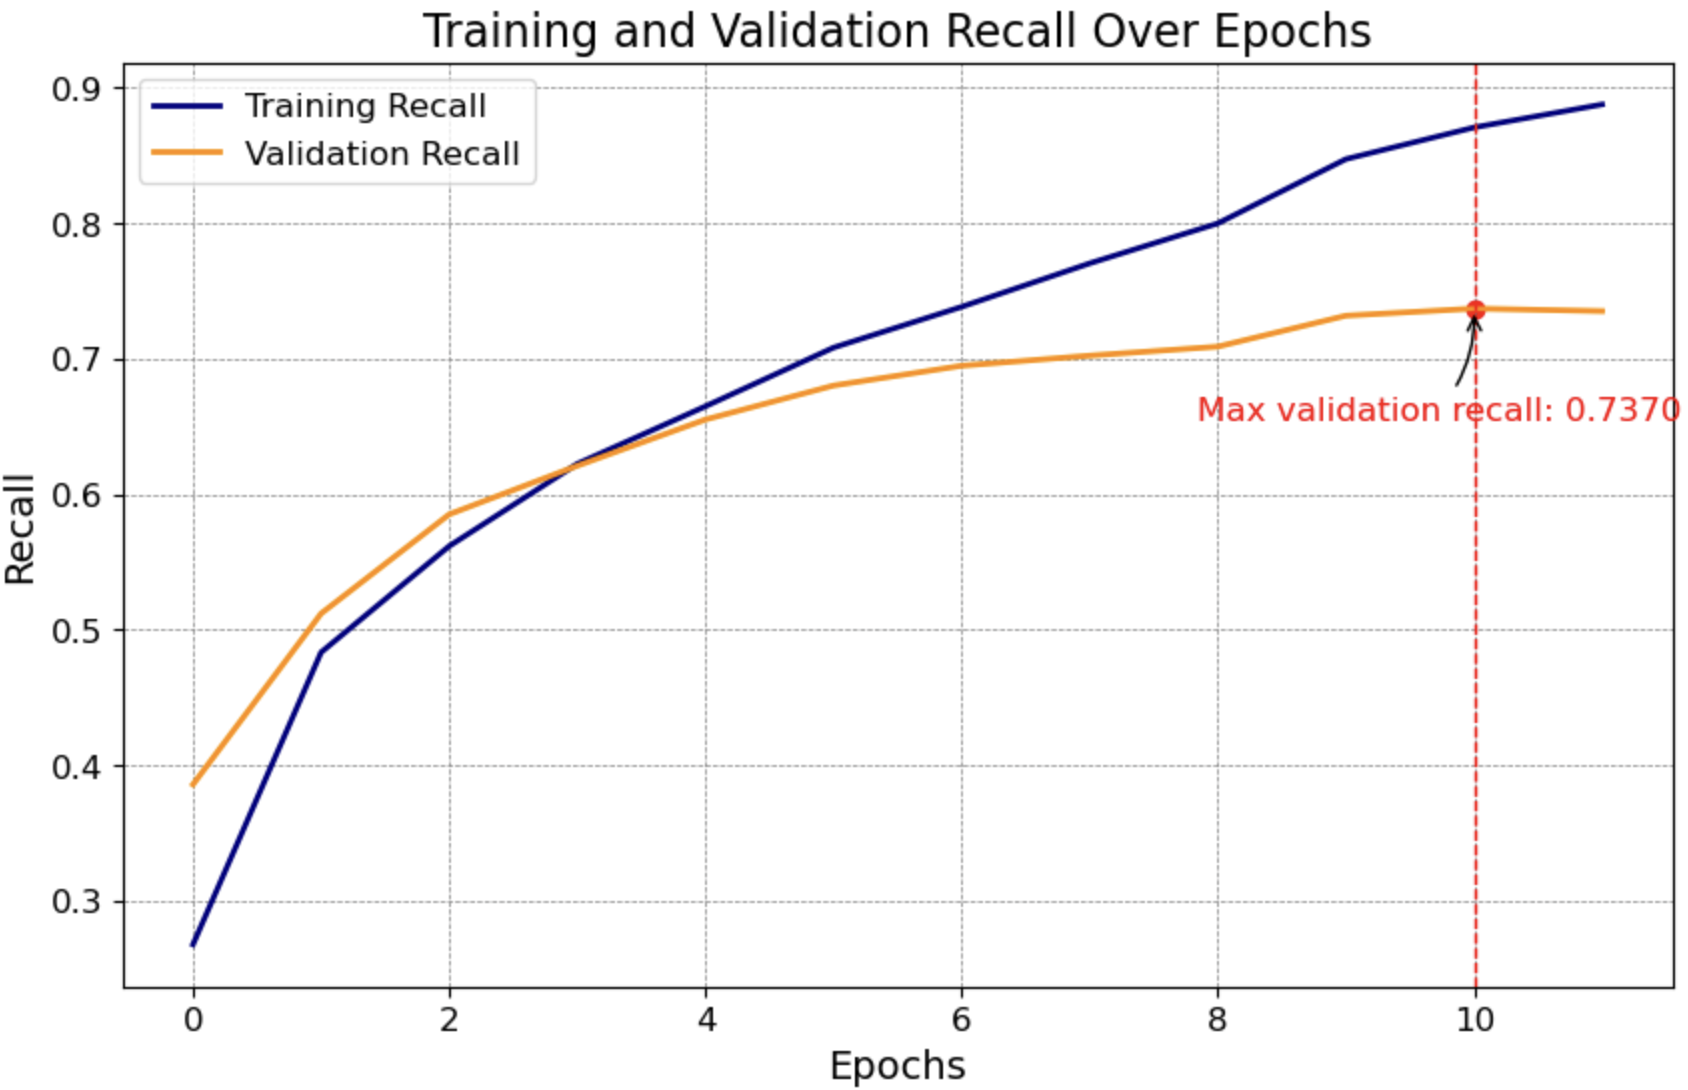 Training and Validation Recall Over Epochs
Training Recall
Validation Recall
0.9
0.8
0.7
0.6
0.5
0.4
0.3
Recall
Max validation recall: 0.7370
0 2 4 6 8 10
Epochs